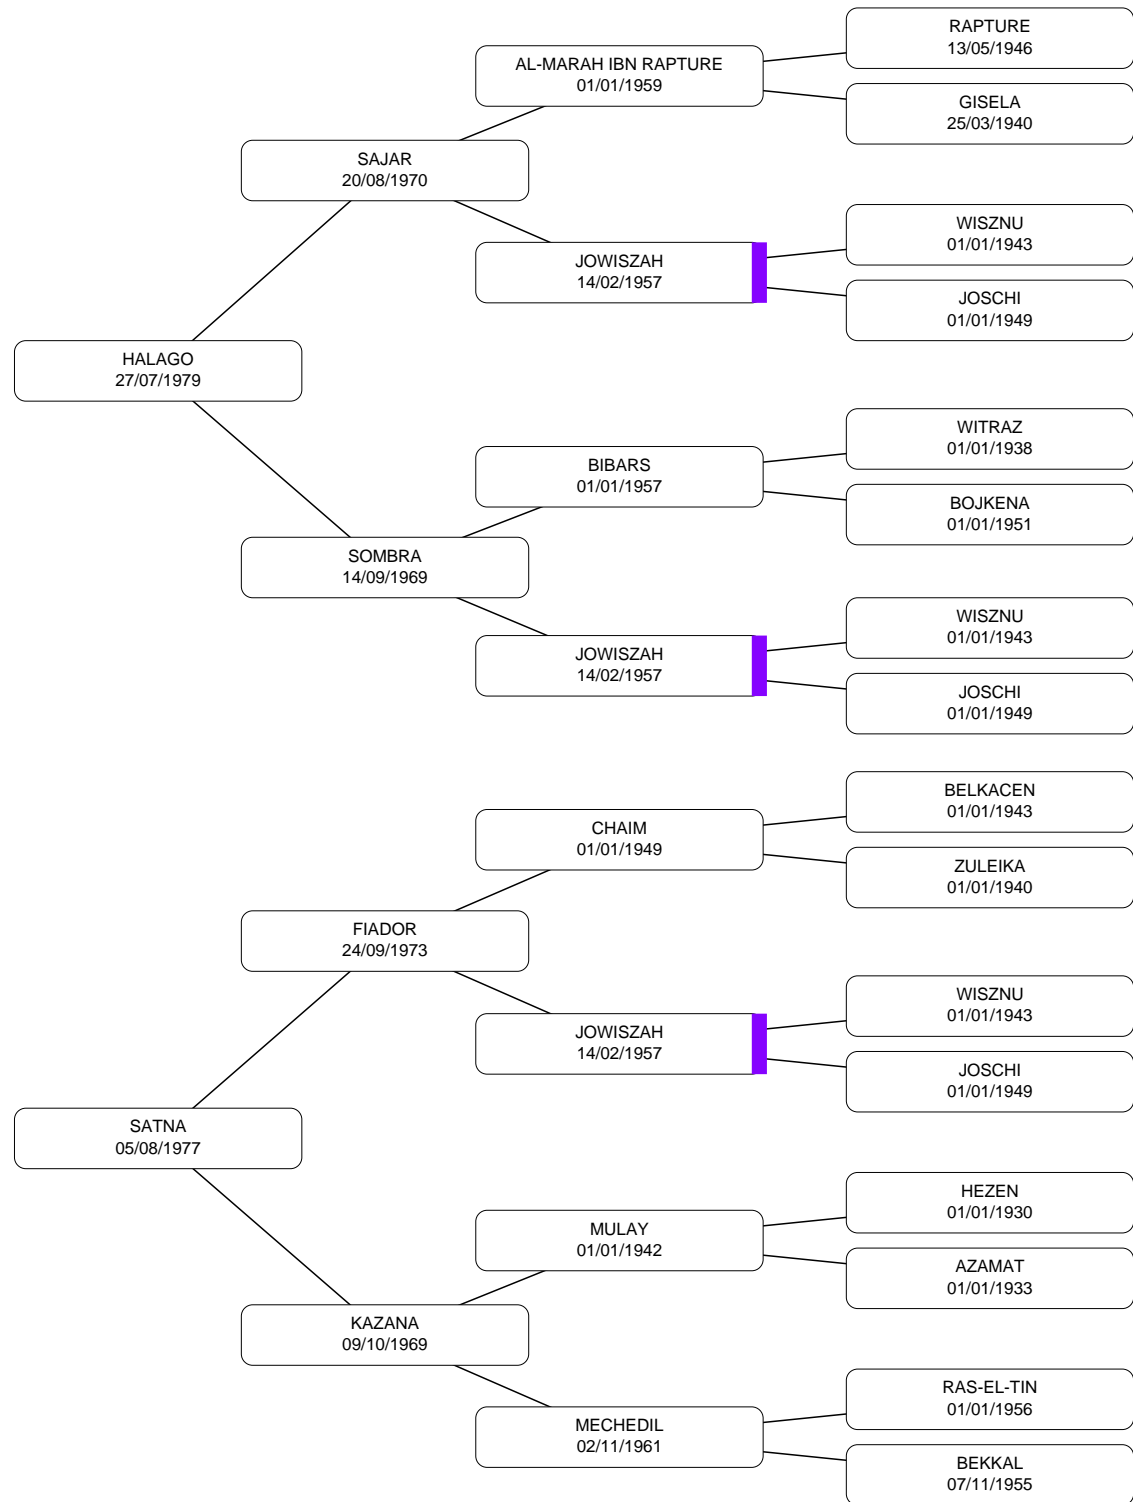 RAPTURE
13/05/1946
AL-MARAH IBN RAPTURE
01/01/1959
GISELA
25/03/1940
SAJAR
20/08/1970
WISZNU
01/01/1943
JOWISZAH
14/02/1957
JOSCHI
01/01/1949
HALAGO
27/07/1979
WITRAZ
01/01/1938
BIBARS
01/01/1957
BOJKENA
01/01/1951
SOMBRA
14/09/1969
WISZNU
01/01/1943
JOWISZAH
14/02/1957
JOSCHI
01/01/1949
BELKACEN
01/01/1943
CHAIM
01/01/1949
ZULEIKA
01/01/1940
FIADOR
24/09/1973
WISZNU
01/01/1943
JOWISZAH
14/02/1957
JOSCHI
01/01/1949
SATNA
05/08/1977
HEZEN
01/01/1930
MULAY
01/01/1942
AZAMAT
01/01/1933
KAZANA
09/10/1969
RAS-EL-TIN
01/01/1956
MECHEDIL
02/11/1961
BEKKAL
07/11/1955